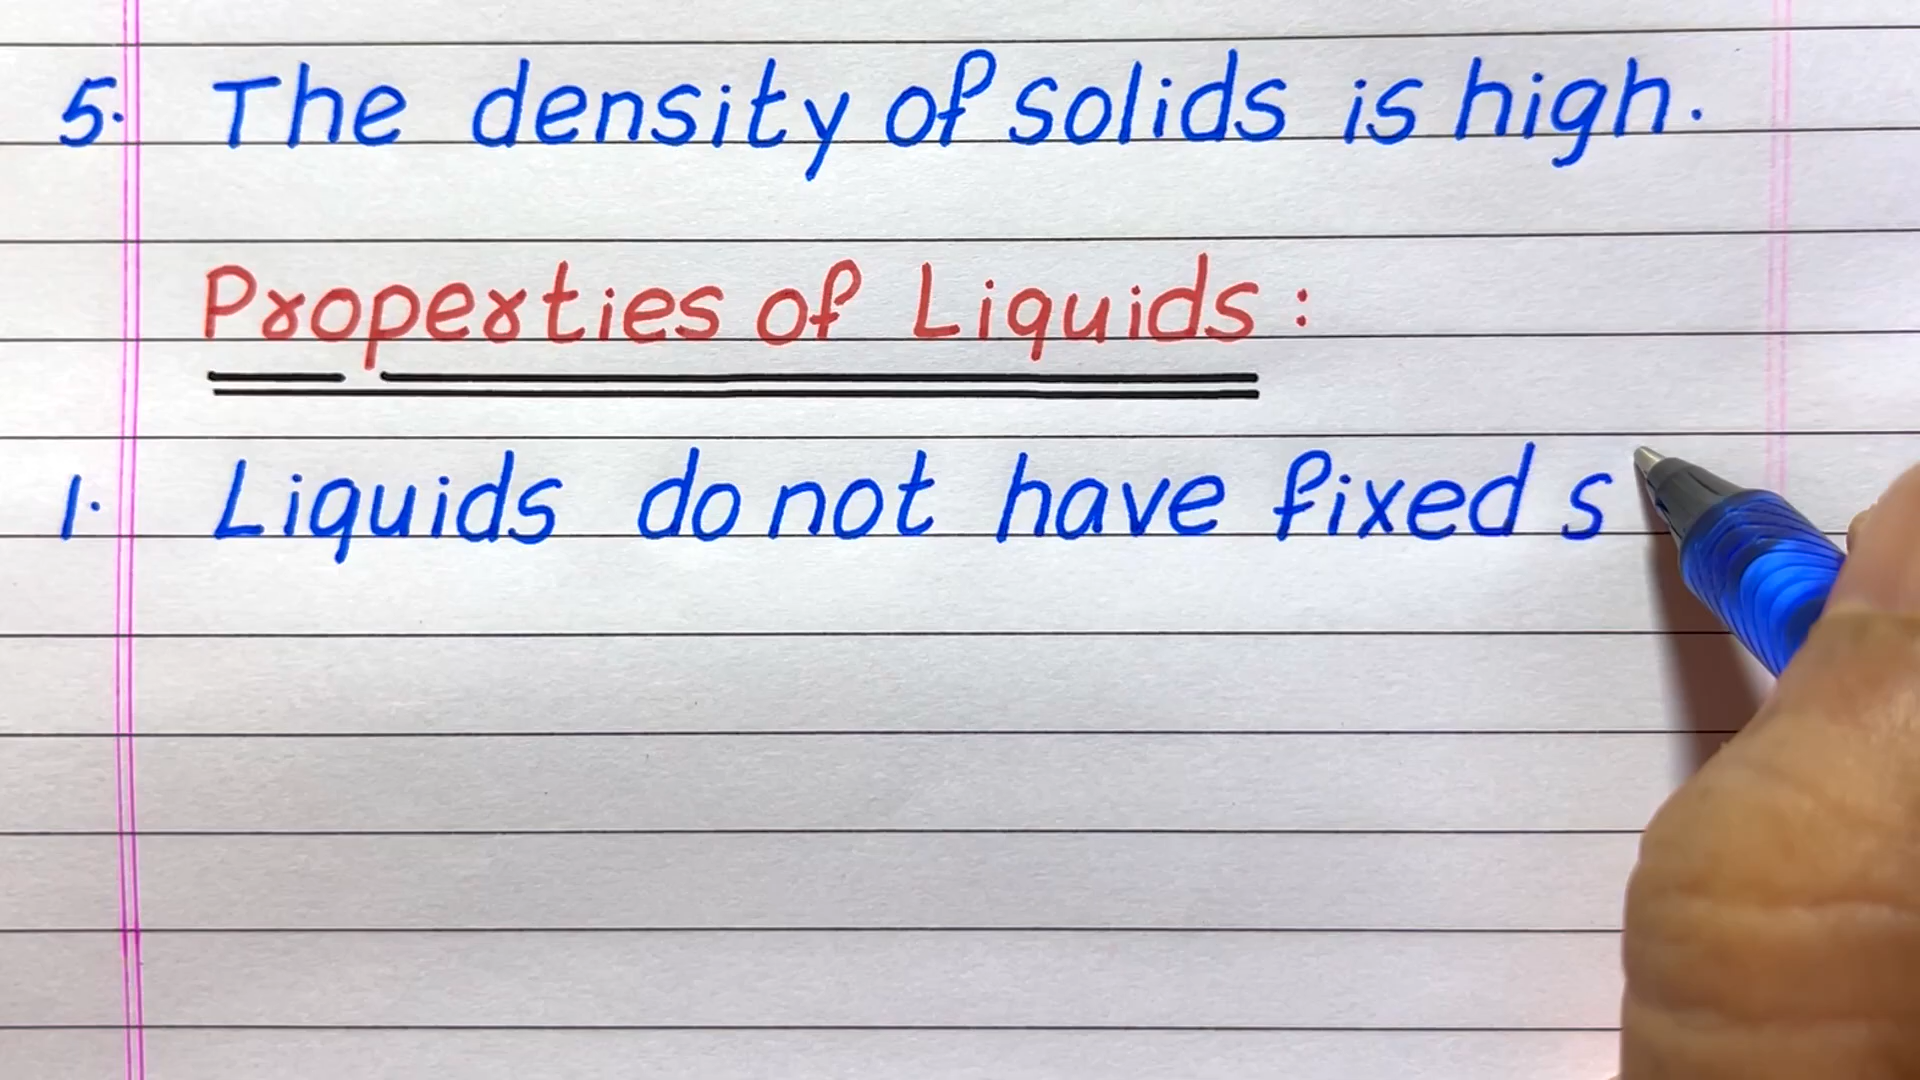 5. The density of solids is high.
Properties of Liquids :
1. Liquids do not have fixed s